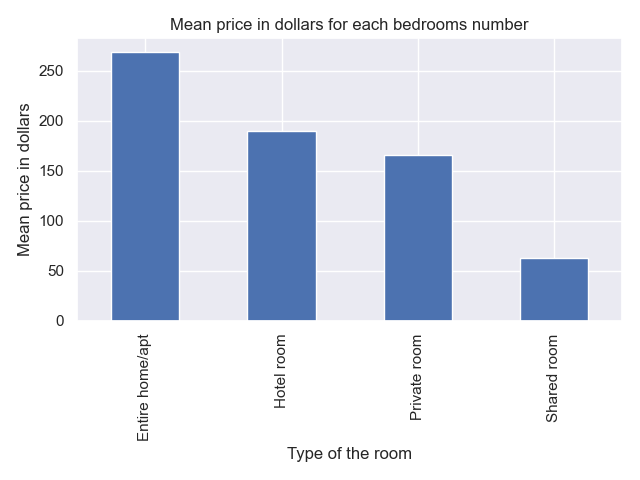 Mean price in dollars for each bedrooms number
Mean price in dollars
250
200
150
100
50
0
Entire home/apt
Hotel room
Private room
Shared room
Type of the room